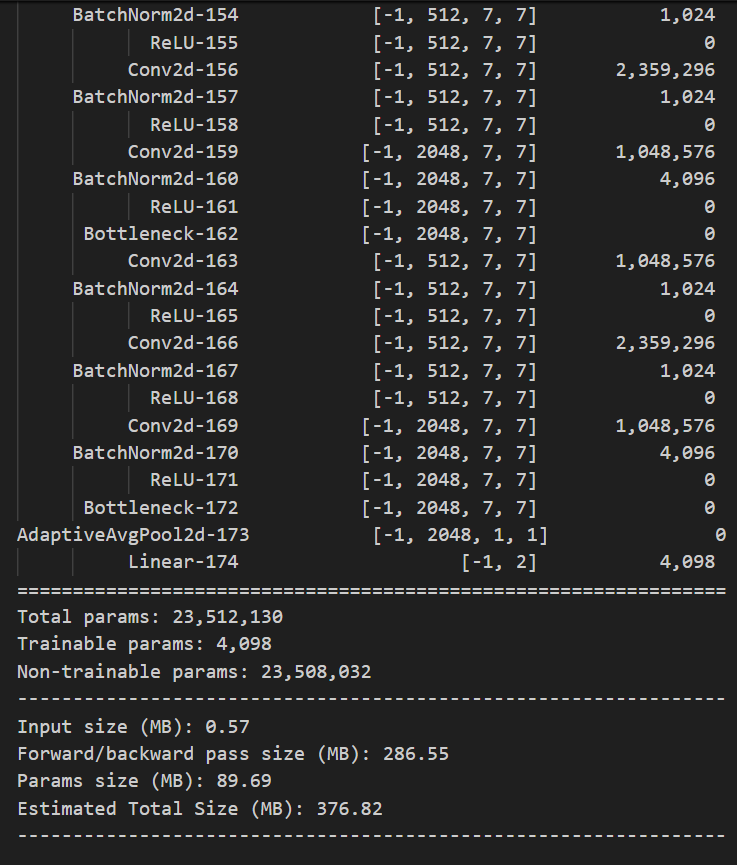 BatchNorm2d-154 [-1, 512, 7, 7] 1,024
ReLU-155 [-1, 512, 7, 7] 0
Conv2d-156 [-1, 512, 7, 7] 2,359,296
BatchNorm2d-157 [-1, 512, 7, 7] 1,024
ReLU-158 [-1, 512, 7, 7] 0
Conv2d-159 [-1, 2048, 7, 7] 1,048,576
BatchNorm2d-160 [-1, 2048, 7, 7] 4,096
ReLU-161 [-1, 2048, 7, 7] 0
Bottleneck-162 [-1, 2048, 7, 7] 0
Conv2d-163 [-1, 512, 7, 7] 1,048,576
BatchNorm2d-164 [-1, 512, 7, 7] 1,024
ReLU-165 [-1, 512, 7, 7] 0
Conv2d-166 [-1, 512, 7, 7] 2,359,296
BatchNorm2d-167 [-1, 512, 7, 7] 1,024
ReLU-168 [-1, 512, 7, 7] 0
Conv2d-169 [-1, 2048, 7, 7] 1,048,576
BatchNorm2d-170 [-1, 2048, 7, 7] 4,096
ReLU-171 [-1, 2048, 7, 7] 0
Bottleneck-172 [-1, 2048, 7, 7] 0
AdaptiveAvgPool2d-173 [-1, 2048, 1, 1] 0
Linear-174 [-1, 2] 4,098
================================================================
Total params: 23,512,130
Trainable params: 4,098
Non-trainable params: 23,508,032
----------------------------------------------------------------
Input size (MB): 0.57
Forward/backward pass size (MB): 286.55
Params size (MB): 89.69
Estimated Total Size (MB): 376.82
----------------------------------------------------------------